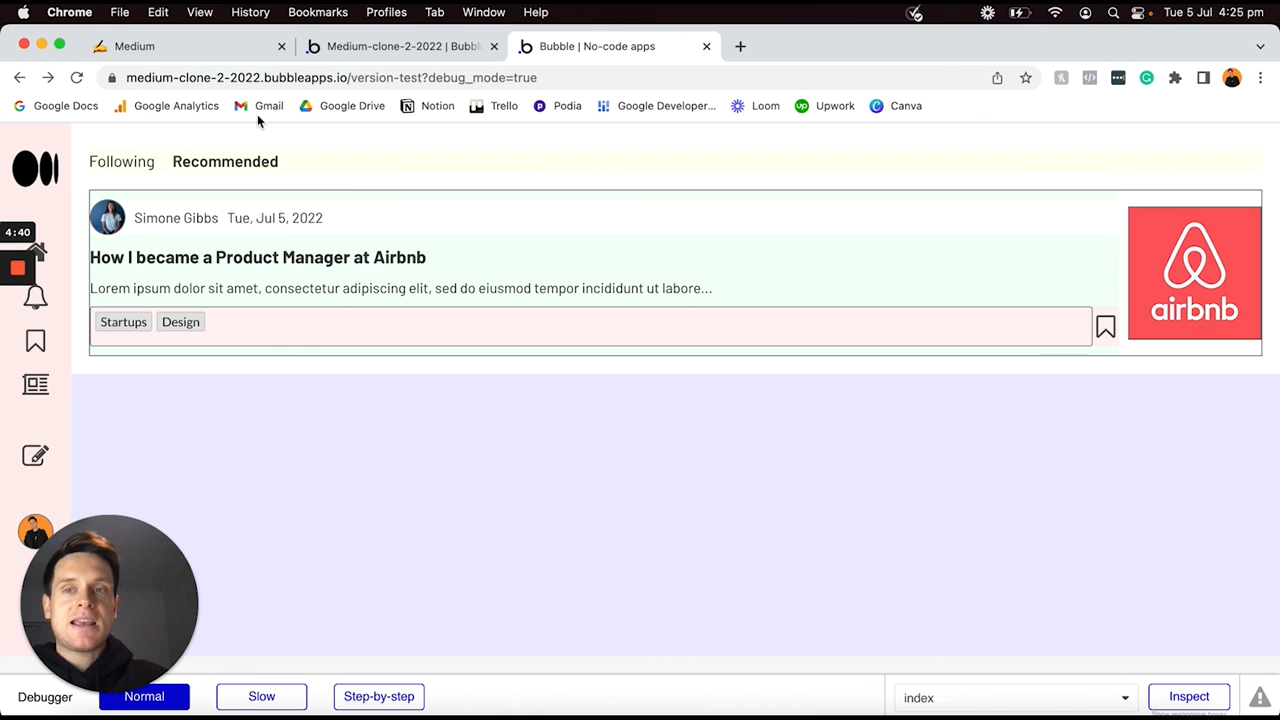 Chrome File Edit View History Bookmarks Profiles Tab Window Help Tue 5 Jul 4:25 pm
Medium
Medium-clone-2-2022 | Bubbl
Bubble | No-code apps
medium-clone-2-2022.bubbleapps.io/version-test?debug_mode=true
Google Docs Google Analytics Gmail Google Drive Notion Trello Podia Google Developer... Loom Upwork Canva
Following Recommended
4:40
Simone Gibbs Tue, Jul 5, 2022
How I became a Product Manager at Airbnb
Lorem ipsum dolor sit amet, consectetur adipiscing elit, sed do eiusmod tempor incididunt ut labore...
Startups Design
airbnb
Debugger Normal Slow Step-by-step index Inspect
Show responsive boxes